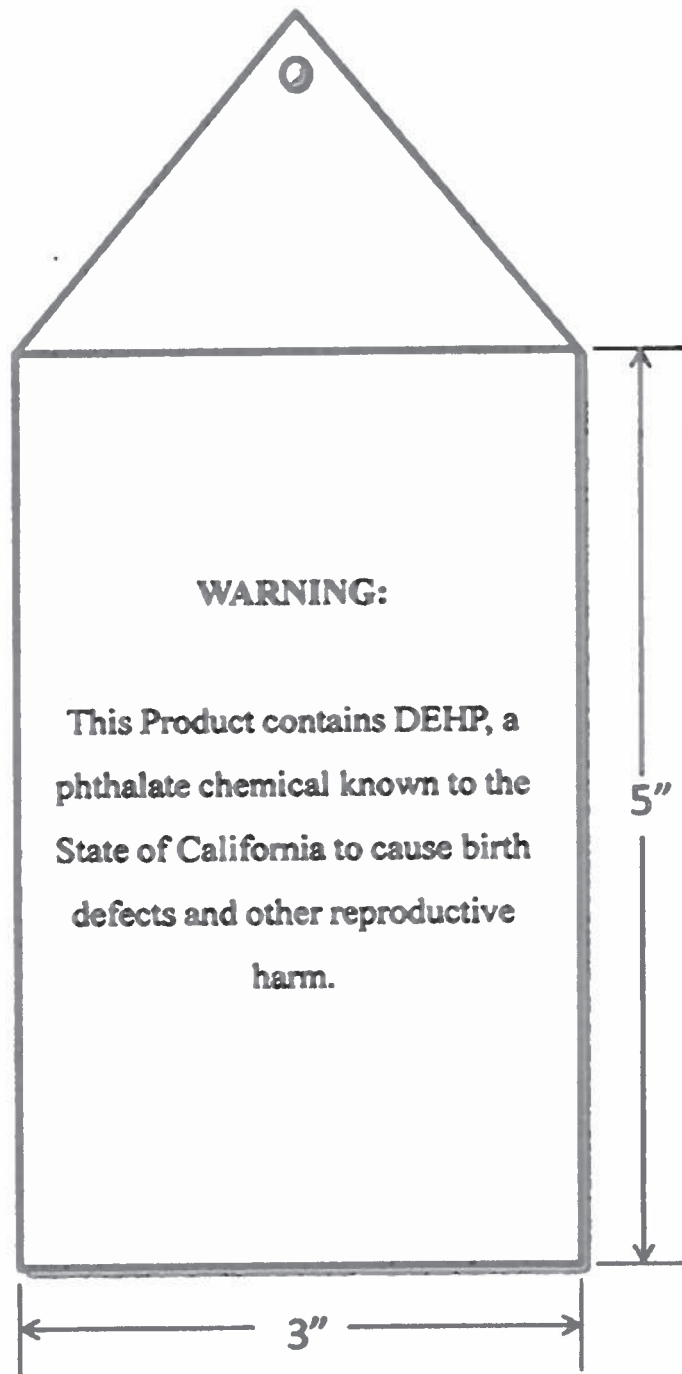 WARNING:
This Product contains DEHP, a
phthalate chemical known to the
State of California to cause birth
defects and other reproductive
harm.
5"
3"